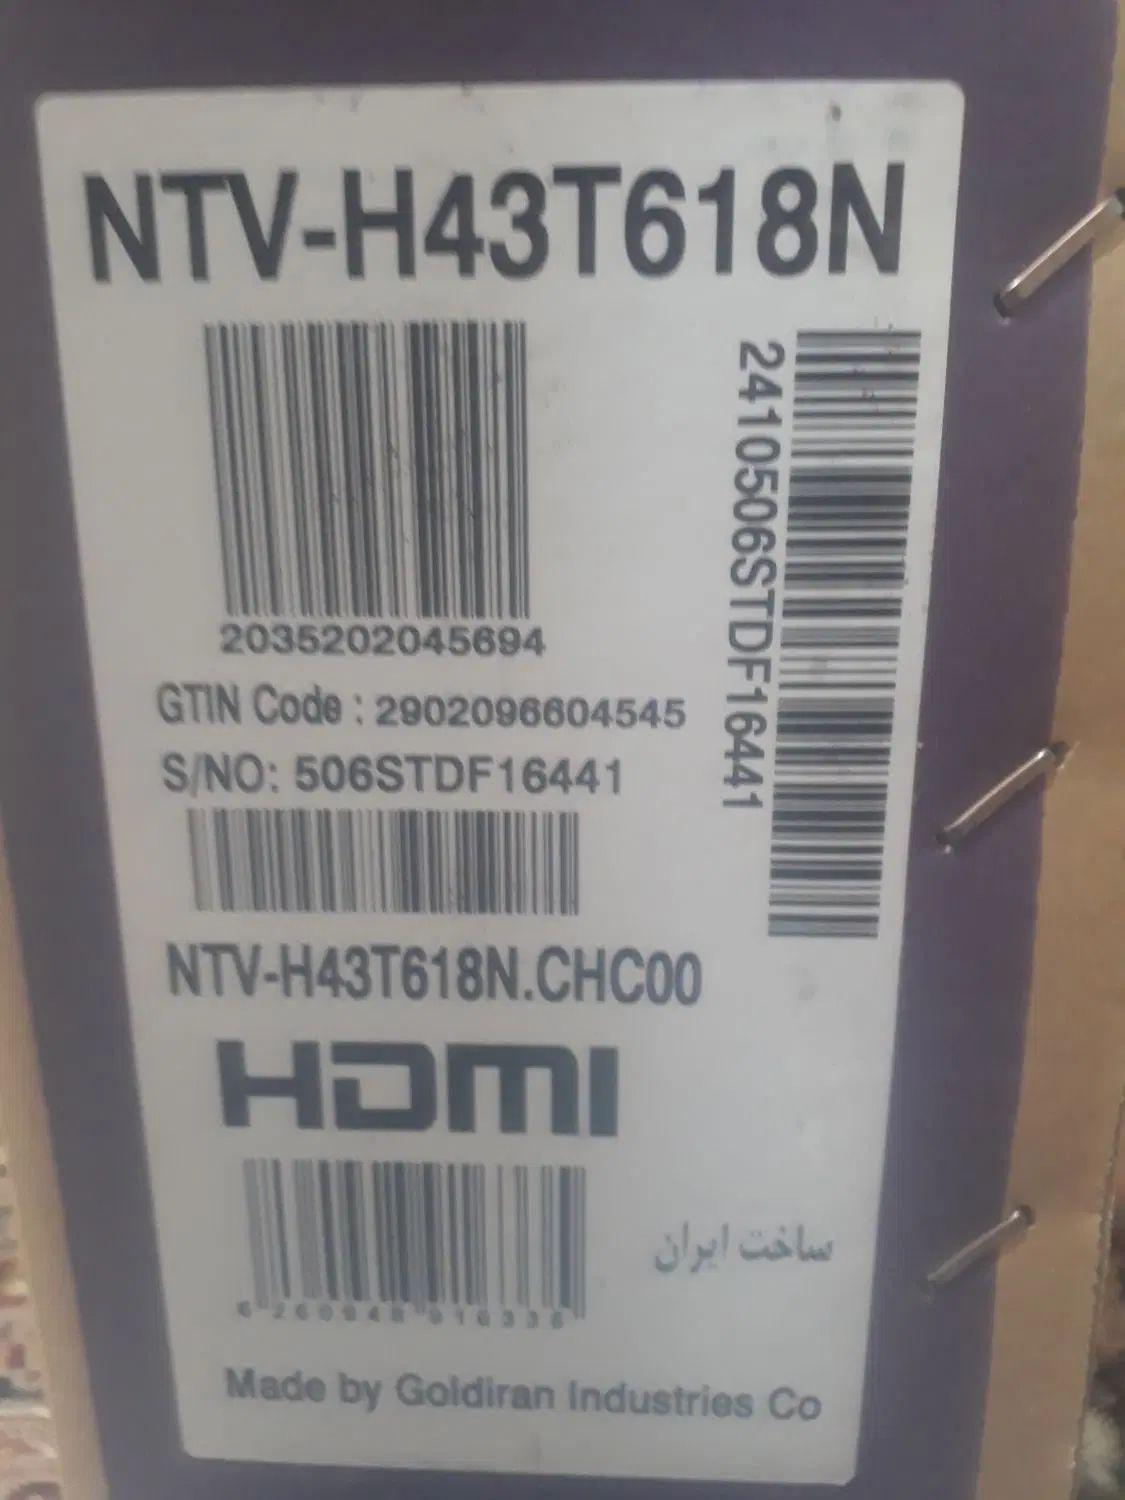 NTV-H43T618N
2035202045694
2410506STDF16441
GTIN Code : 2902096604545
S/NO: 506STDF16441
NTV-H43T618N.CHC00
HDMI
ساخت ایران
Made by Goldiran Industries Co